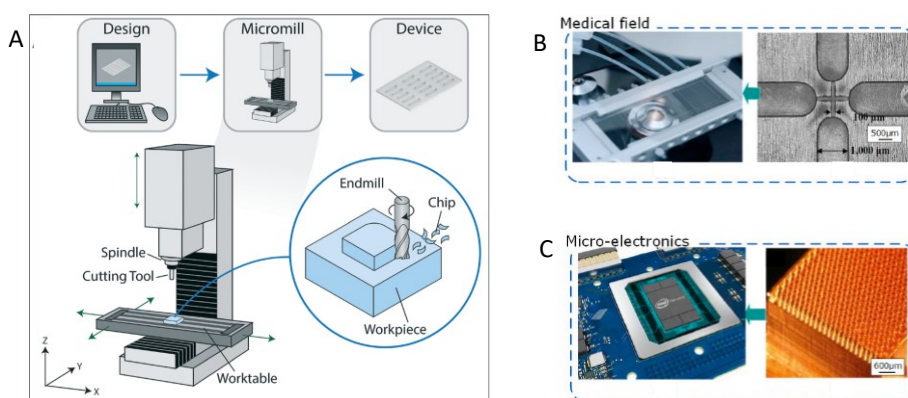 A
Design
Micromill
Device
Endmill
Chip
Spindle
Cutting Tool
Workpiece
Worktable
Z
Y
X
B
Medical field
100 μm
500μm
1,000 μm
C
Micro-electronics
intel
600μm